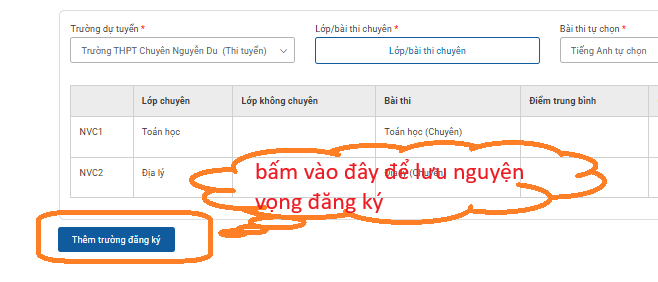 Trường dự tuyển * Lớp/bài thi chuyên * Bài thi tự chọn *
Trường THPT Chuyên Nguyễn Du (Thi tuyển) Lớp/bài thi chuyên Tiếng Anh tự chọn
Lớp chuyên Lớp không chuyên Bài thi Điểm trung bình
NVC1 Toán học Toán học (Chuyên)
NVC2 Địa lý Địa lý (Chuyên)
bấm vào đây để lưu nguyện
vọng đăng ký
Thêm trường đăng ký